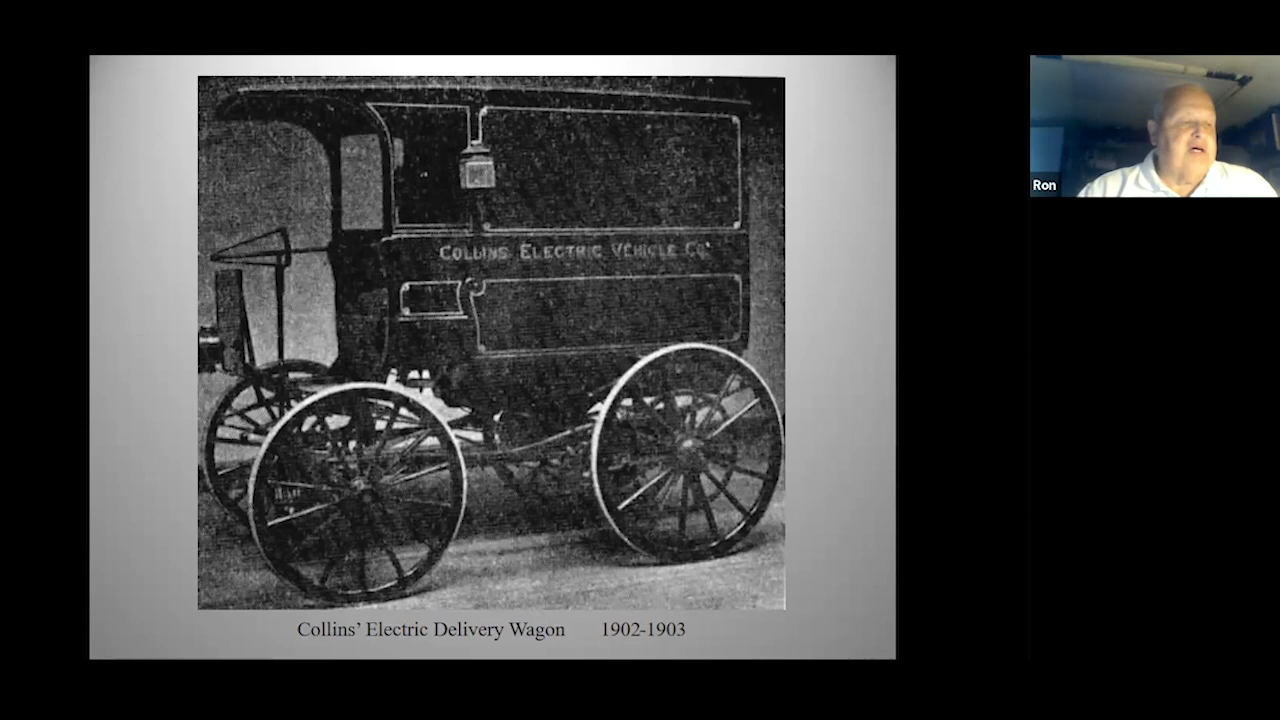 COLLINS ELECTRIC VEHICLE CO.
Collins’ Electric Delivery Wagon 1902-1903
Ron